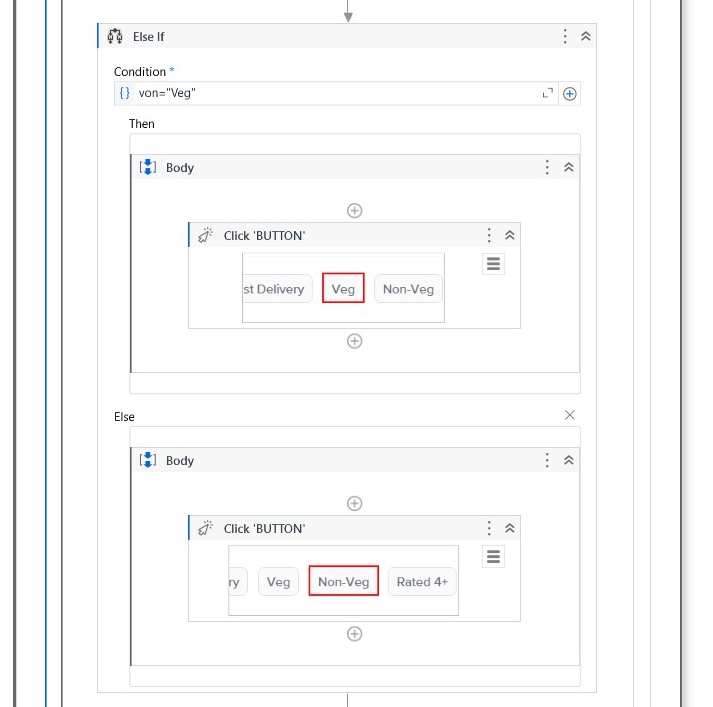 Else If
Condition *
{} von="Veg"
Then
Body
Click 'BUTTON'
st Delivery Veg Non-Veg
Else
Body
Click 'BUTTON'
ry Veg Non-Veg Rated 4+